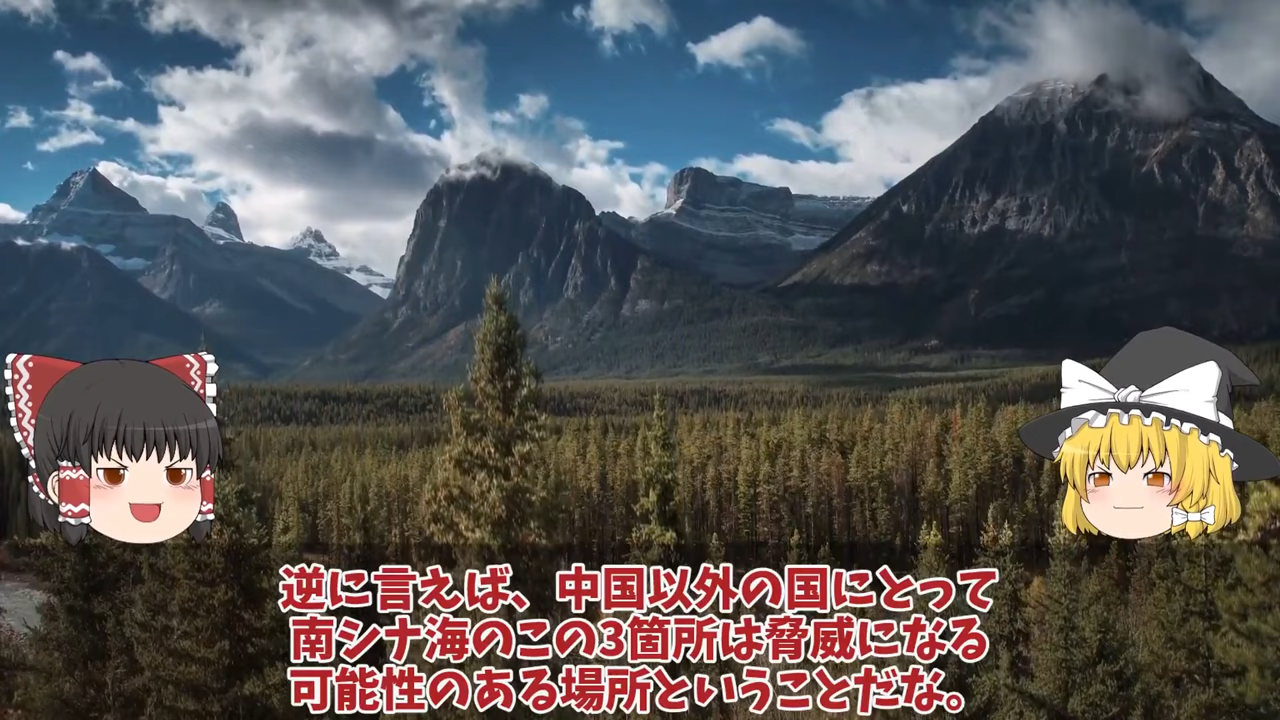 逆に言えば、中国以外の国にとって
南シナ海のこの3箇所は脅威になる
可能性のある場所ということだな。